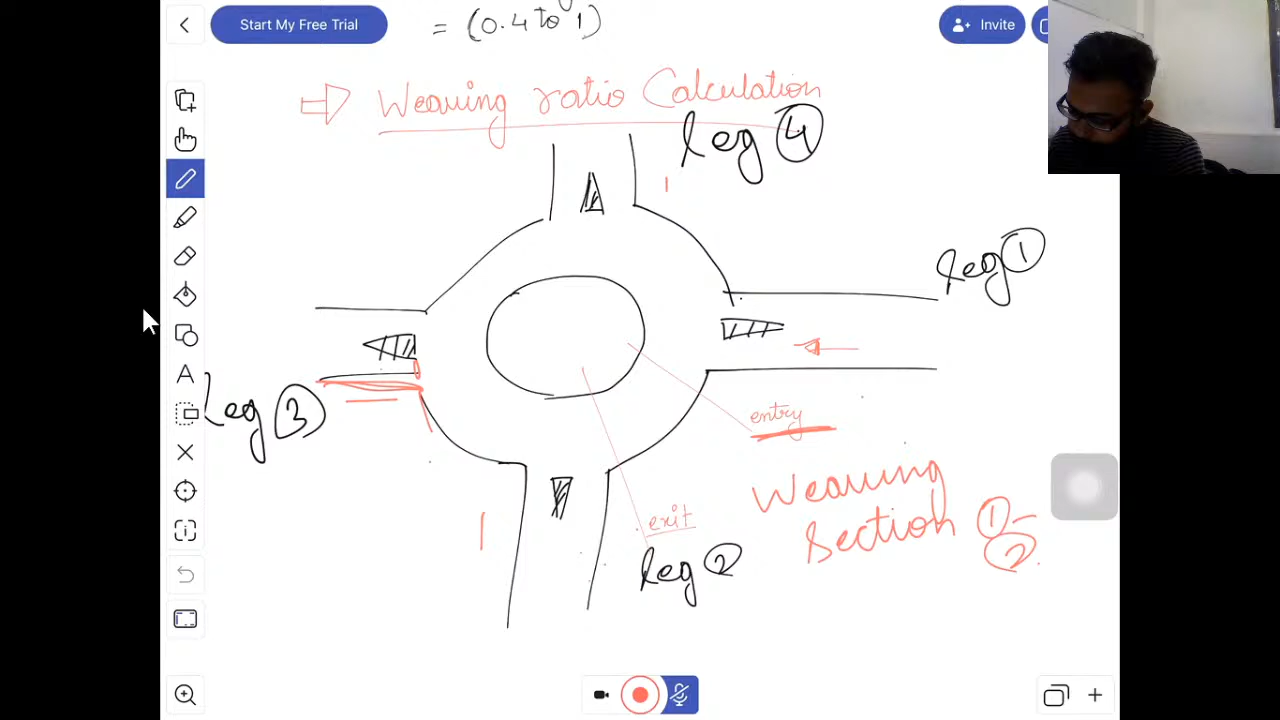 Start My Free Trial
= (0.4 to 1)
Invite
Weaving ratio Calculation
leg 4
leg 1
leg 3
entry
Weaving
section 1-
2
exit
leg 2